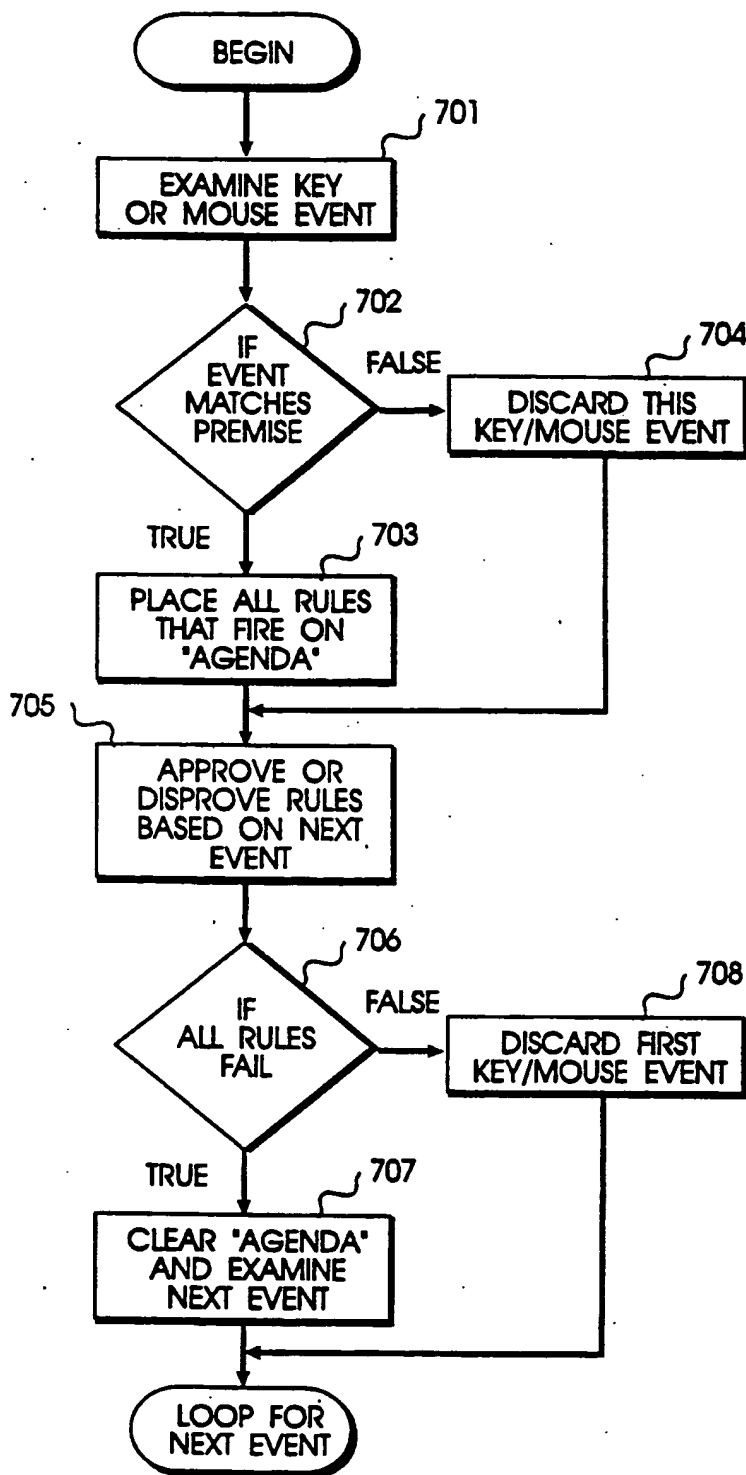 BEGIN
701
EXAMINE KEY
OR MOUSE EVENT
702
IF
EVENT
MATCHES
PREMISE
FALSE
704
DISCARD THIS
KEY/MOUSE EVENT
TRUE
703
PLACE ALL RULES
THAT FIRE ON
"AGENDA"
705
APPROVE OR
DISPROVE RULES
BASED ON NEXT
EVENT
706
IF
ALL RULES
FAIL
FALSE
708
DISCARD FIRST
KEY/MOUSE EVENT
TRUE
707
CLEAR "AGENDA"
AND EXAMINE
NEXT EVENT
LOOP FOR
NEXT EVENT